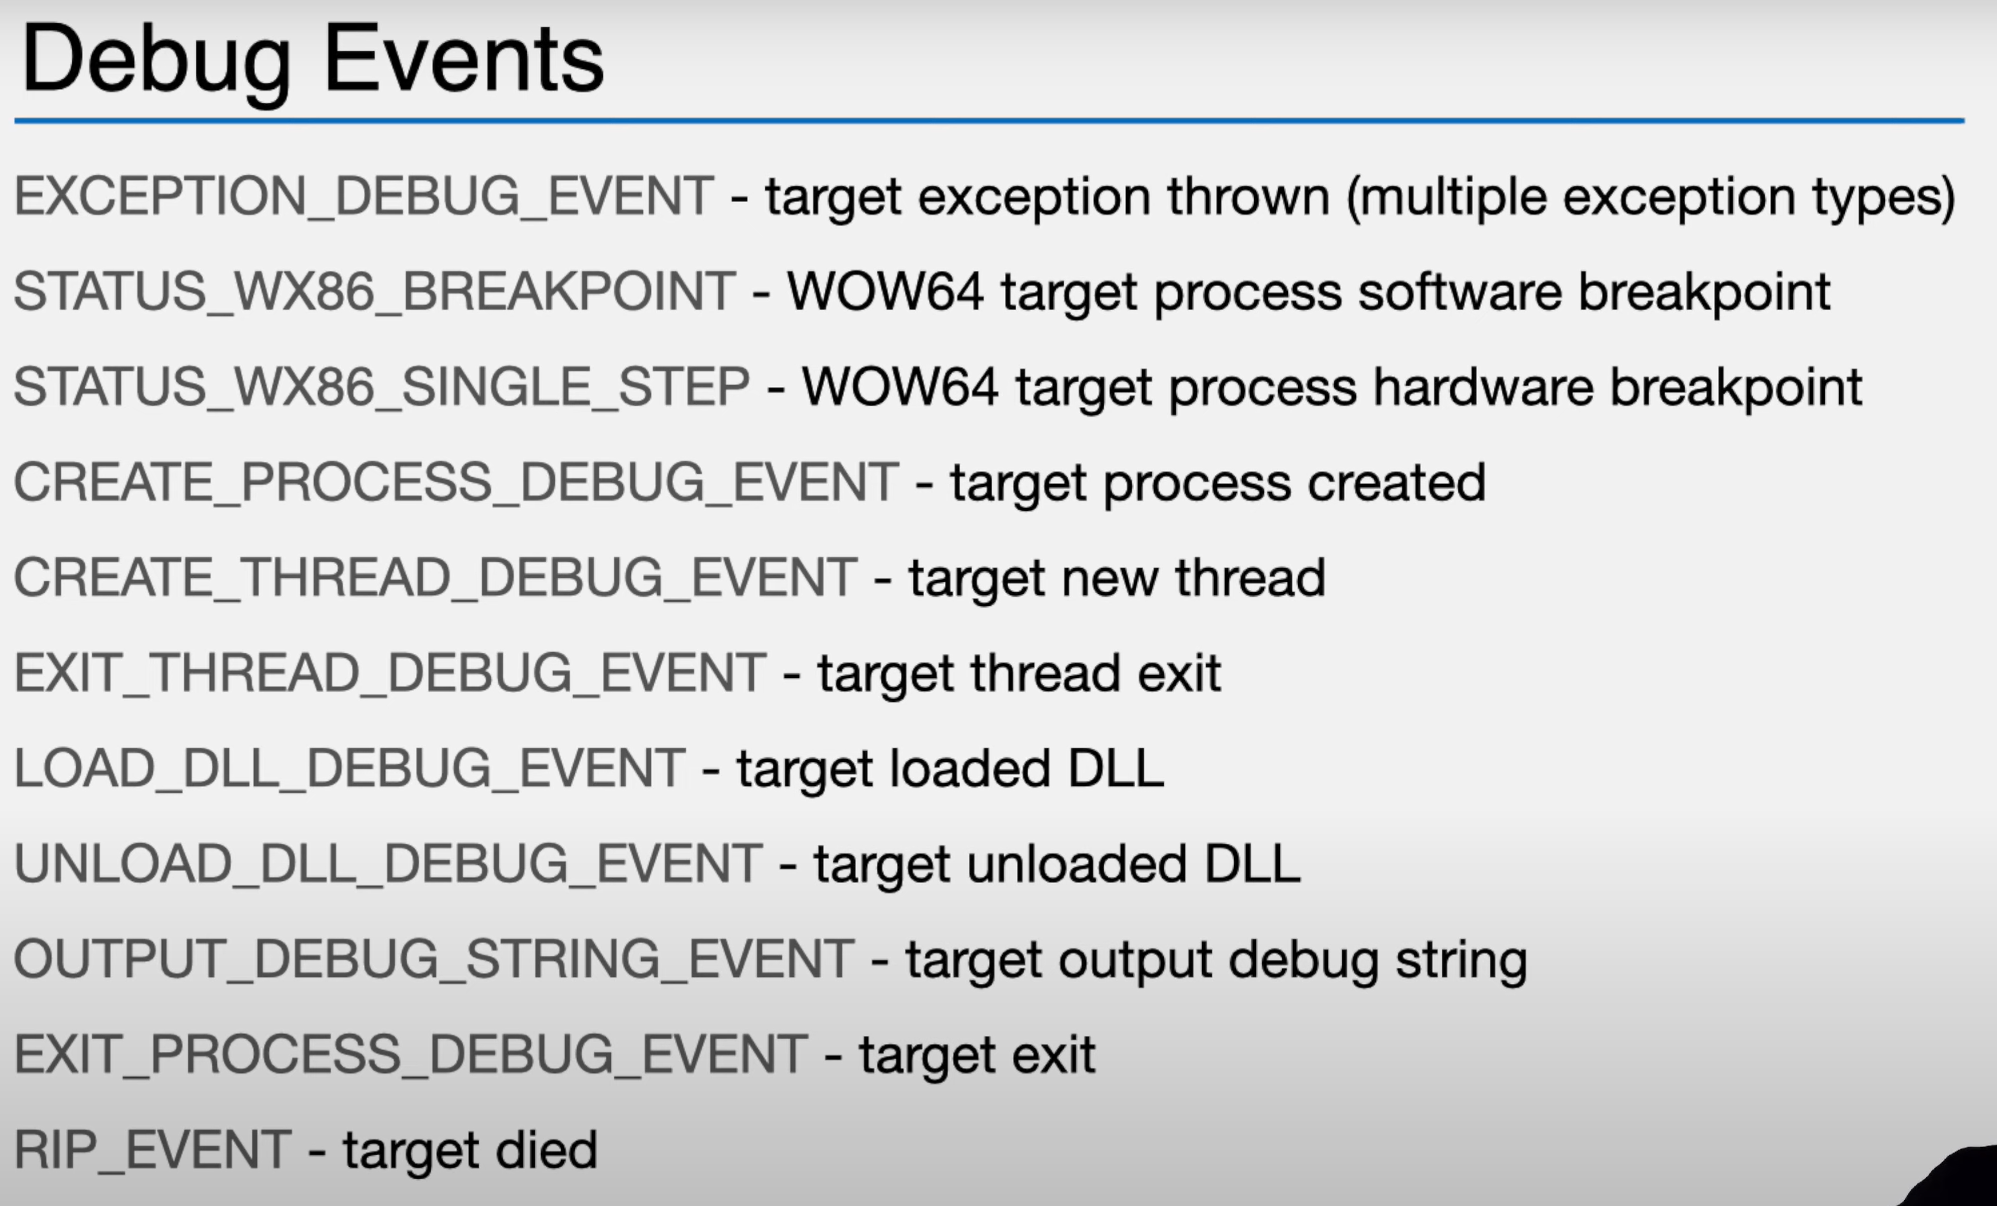 Debug Events
EXCEPTION_DEBUG_EVENT - target exception thrown (multiple exception types)
STATUS_WX86_BREAKPOINT - WOW64 target process software breakpoint
STATUS_WX86_SINGLE_STEP - WOW64 target process hardware breakpoint
CREATE_PROCESS_DEBUG_EVENT - target process created
CREATE_THREAD_DEBUG_EVENT - target new thread
EXIT_THREAD_DEBUG_EVENT - target thread exit
LOAD_DLL_DEBUG_EVENT - target loaded DLL
UNLOAD_DLL_DEBUG_EVENT - target unloaded DLL
OUTPUT_DEBUG_STRING_EVENT - target output debug string
EXIT_PROCESS_DEBUG_EVENT - target exit
RIP_EVENT - target died